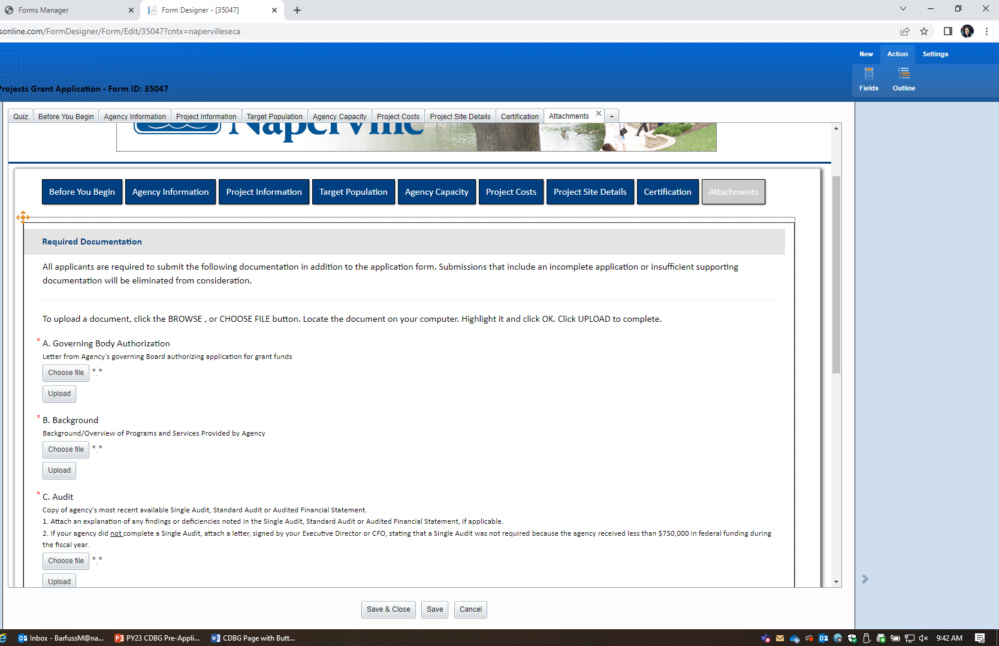 Forms Manager
Form Designer - [35047]
sonline.com/FormDesigner/Form/Edit/35047?cntx=napervilleseca
New Action Settings
Fields Outline
Projects Grant Application - Form ID: 35047
Quiz Before You Begin Agency Information Project Information Target Population Agency Capacity Project Costs Project Site Details Certification Attachments +
Naperville
Before You Begin Agency Information Project Information Target Population Agency Capacity Project Costs Project Site Details Certification Attachments
Required Documentation
All applicants are required to submit the following documentation in addition to the application form. Submissions that include an incomplete application or insufficient supporting
documentation will be eliminated from consideration.
To upload a document, click the BROWSE , or CHOOSE FILE button. Locate the document on your computer. Highlight it and click OK. Click UPLOAD to complete.
* A. Governing Body Authorization
Letter from Agency’s governing Board authorizing application for grant funds
Choose file *.*
Upload
* B. Background
Background/Overview of Programs and Services Provided by Agency
Choose file *.*
Upload
* C. Audit
Copy of agency's most recent available Single Audit, Standard Audit or Audited Financial Statement.
1. Attach an explanation of any findings or deficiencies noted in the Single Audit, Standard Audit or Audited Financial Statement, if applicable.
2. If your agency did not complete a Single Audit, attach a letter, signed by your Executive Director or CFO, stating that a Single Audit was not required because the agency received less than $750,000 in federal funding during
the fiscal year.
Choose file *.*
Upload
Save & Close Save Cancel
Inbox - BarfussM@na... PY23 CDBG Pre-Appli... CDBG Page with Butt... 9:42 AM